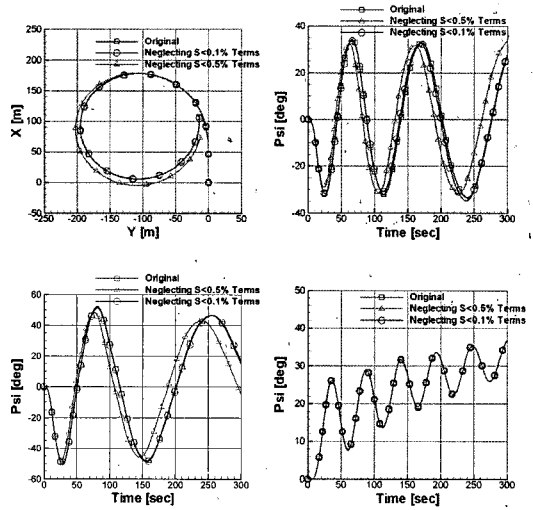 Original
Neglecting S<0.1% Terms
Neglecting S<0.5% Terms
250
200
150
100
50
0
-50
-250 -200 -150 -100 -50 0 50
X [m]
Y [m]
Original
Neglecting S<0.5% Terms
Neglecting S<0.1% Terms
40
20
0
-20
-40
0 50 100 150 200 250 300
Psi [deg]
Time [sec]
Original
Neglecting S<0.5% Terms
Neglecting S<0.1% Terms
60
40
20
0
-20
-40
-60
0 50 100 150 200 250 300
Psi [deg]
Time [sec]
Original
Neglecting S<0.5% Terms
Neglecting S<0.1% Terms
50
40
30
20
10
0
0 50 100 150 200 250 300
Psi [deg]
Time [sec]